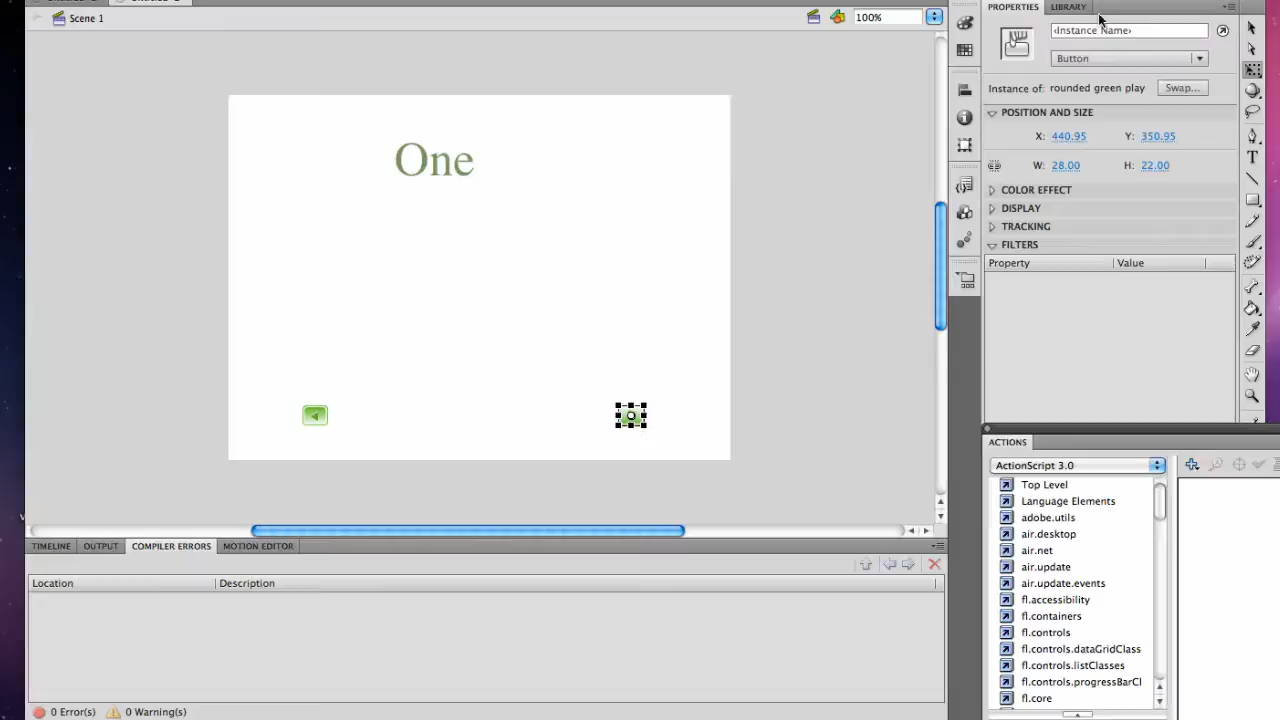 Scene 1
100%
PROPERTIES
LIBRARY
<Instance Name>
Button
Instance of: rounded green play
Swap...
POSITION AND SIZE
X: 440.95
Y: 350.95
W: 28.00
H: 22.00
COLOR EFFECT
DISPLAY
TRACKING
FILTERS
Property
Value
One
ACTIONS
ActionScript 3.0
Top Level
Language Elements
adobe.utils
air.desktop
air.net
air.update
air.update.events
fl.accessibility
fl.containers
fl.controls
fl.controls.dataGridClass
fl.controls.listClasses
fl.controls.progressBarCl
fl.core
TIMELINE
OUTPUT
COMPILER ERRORS
MOTION EDITOR
Location
Description
0 Error(s)
0 Warning(s)